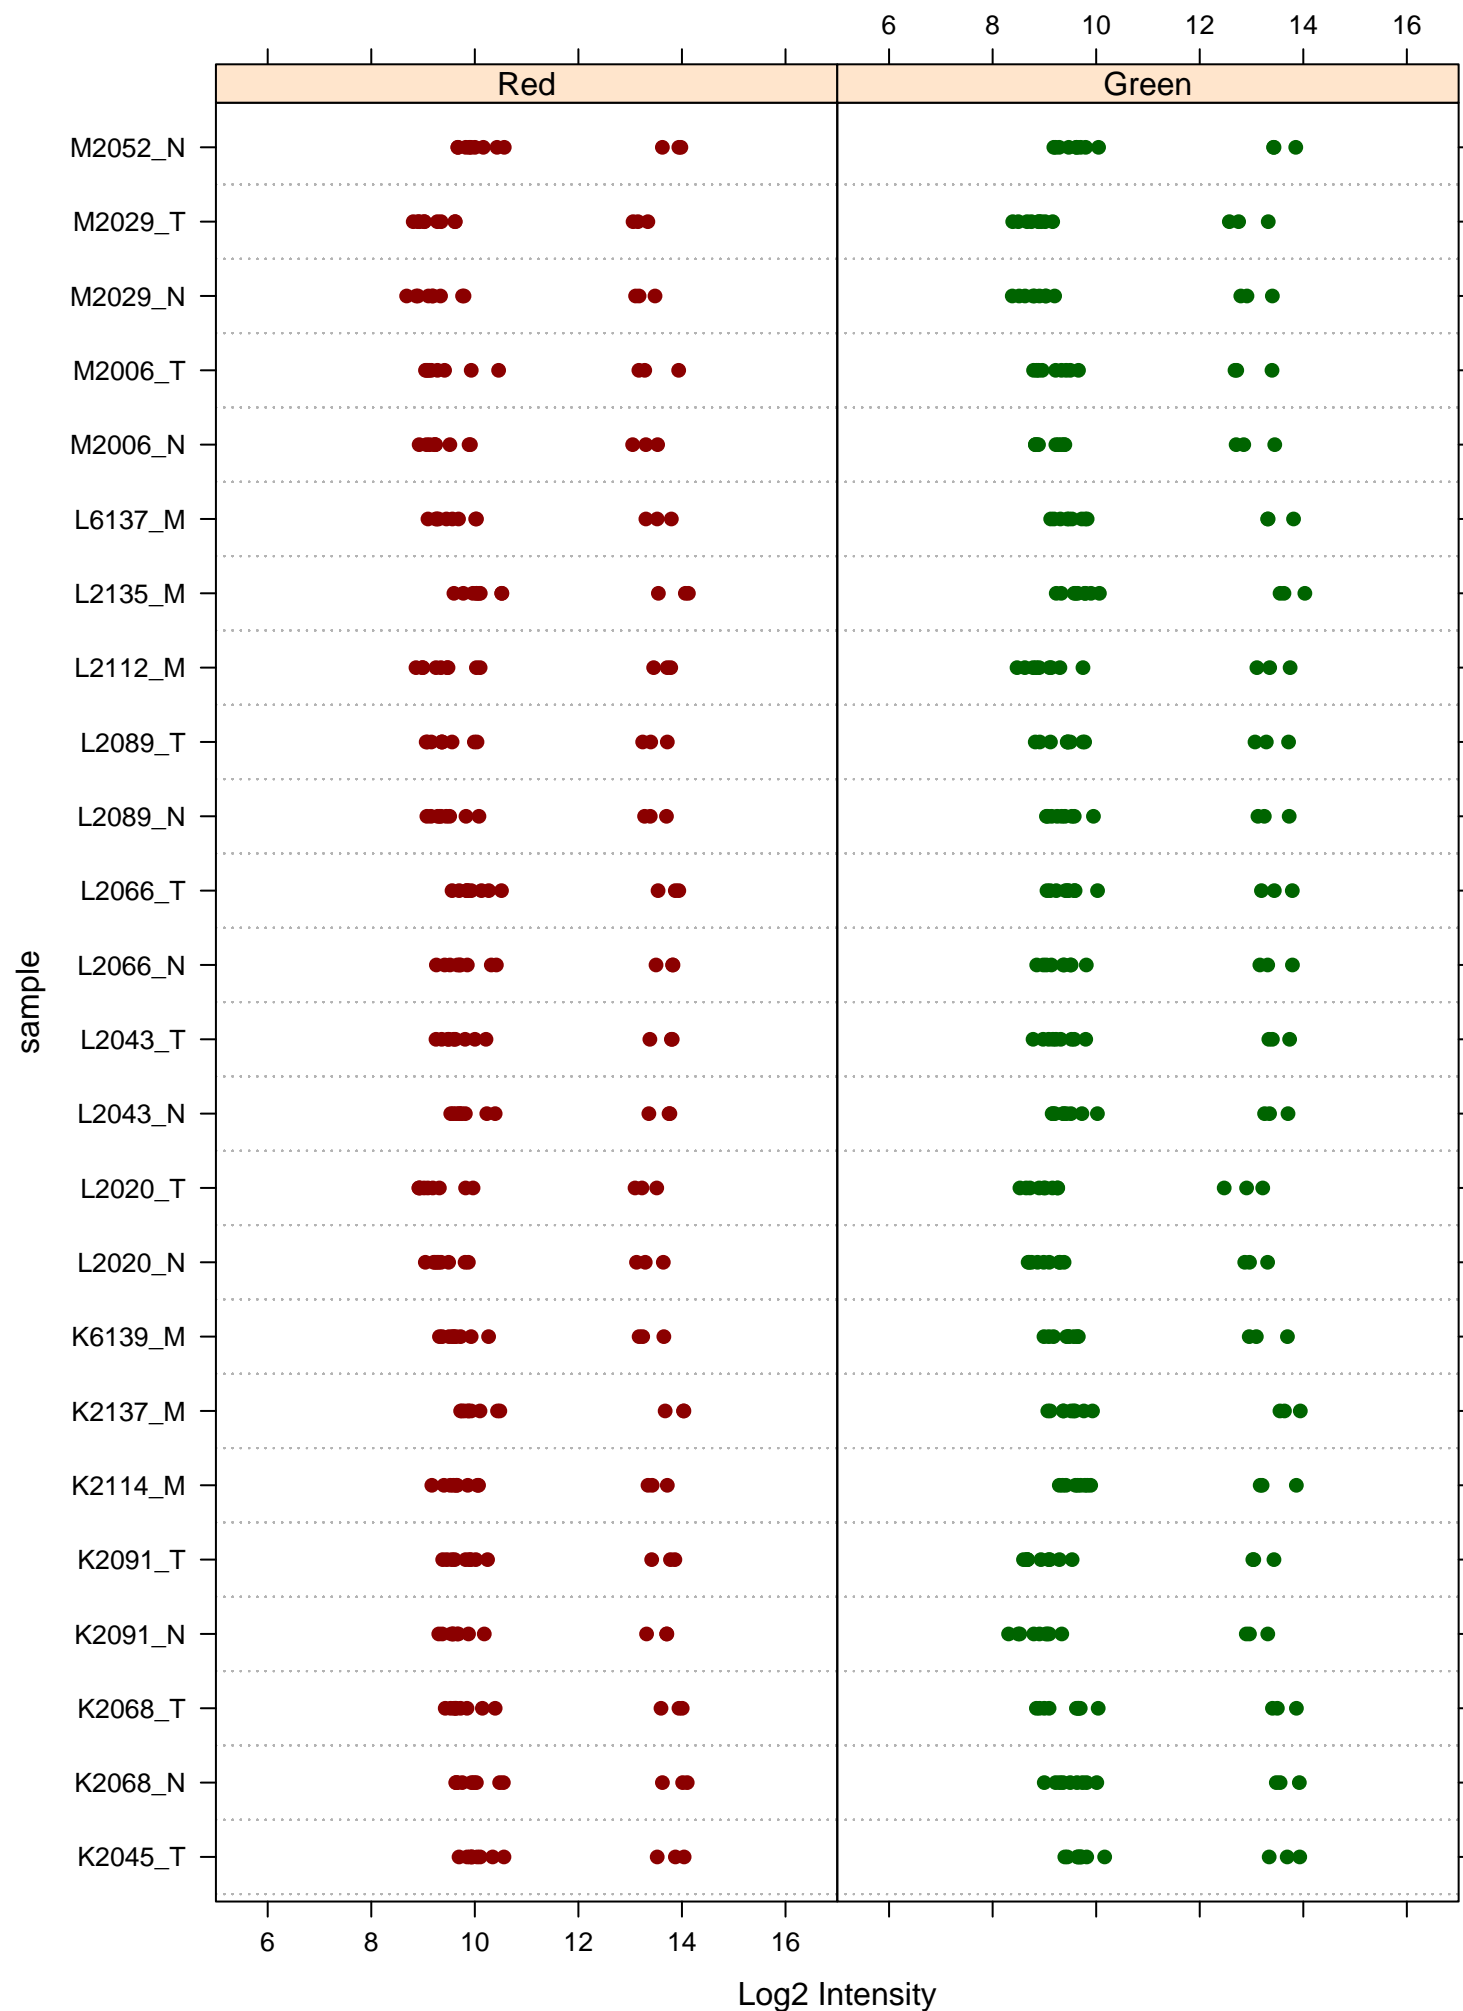 6 8 10 12 14 16
Red Green
M2052_N
M2029_T
M2029_N
M2006_T
M2006_N
L6137_M
L2135_M
L2112_M
L2089_T
L2089_N
L2066_T
L2066_N
L2043_T
L2043_N
L2020_T
L2020_N
K6139_M
K2137_M
K2114_M
K2091_T
K2091_N
K2068_T
K2068_N
K2045_T
sample
6 8 10 12 14 16
Log2 Intensity